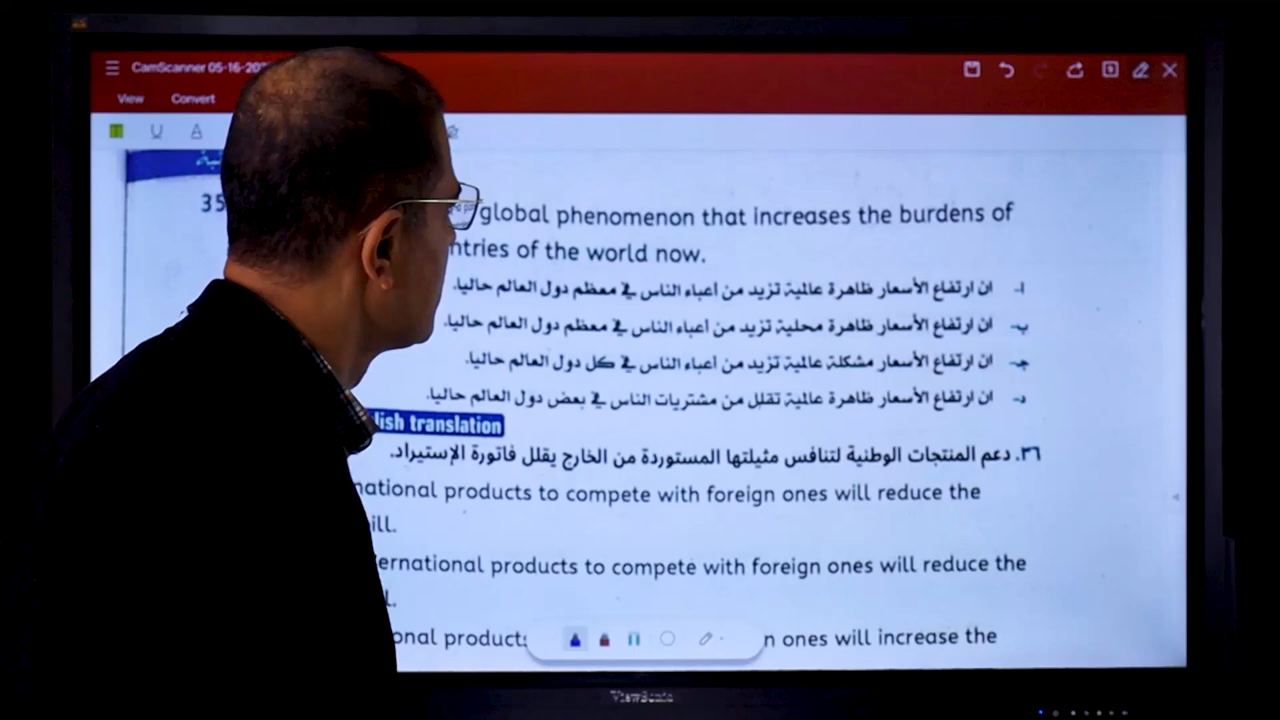 CamScanner 05-16-20
View Convert
35
global phenomenon that increases the burdens of
ntries of the world now.
ا- ان ارتفاع الأسعار ظاهرة عالمية تزيد من أعباء الناس في معظم دول العالم حاليا.
ب- ان ارتفاع الأسعار ظاهرة محلية تزيد من أعباء الناس في معظم دول العالم حاليا.
ج- ان ارتفاع الأسعار مشكلة عالمية تزيد من أعباء الناس في كل دول العالم حاليا.
د- ان ارتفاع الأسعار ظاهرة عالمية تقلل من مشتريات الناس في بعض دول العالم حاليا.
lish translation
٣٦. دعم المنتجات الوطنية لتنافس مثيلتها المستوردة من الخارج يقلل فاتورة الإستيراد.
national products to compete with foreign ones will reduce the
ill.
ernational products to compete with foreign ones will reduce the
l.
onal products n ones will increase the
ViewSonic